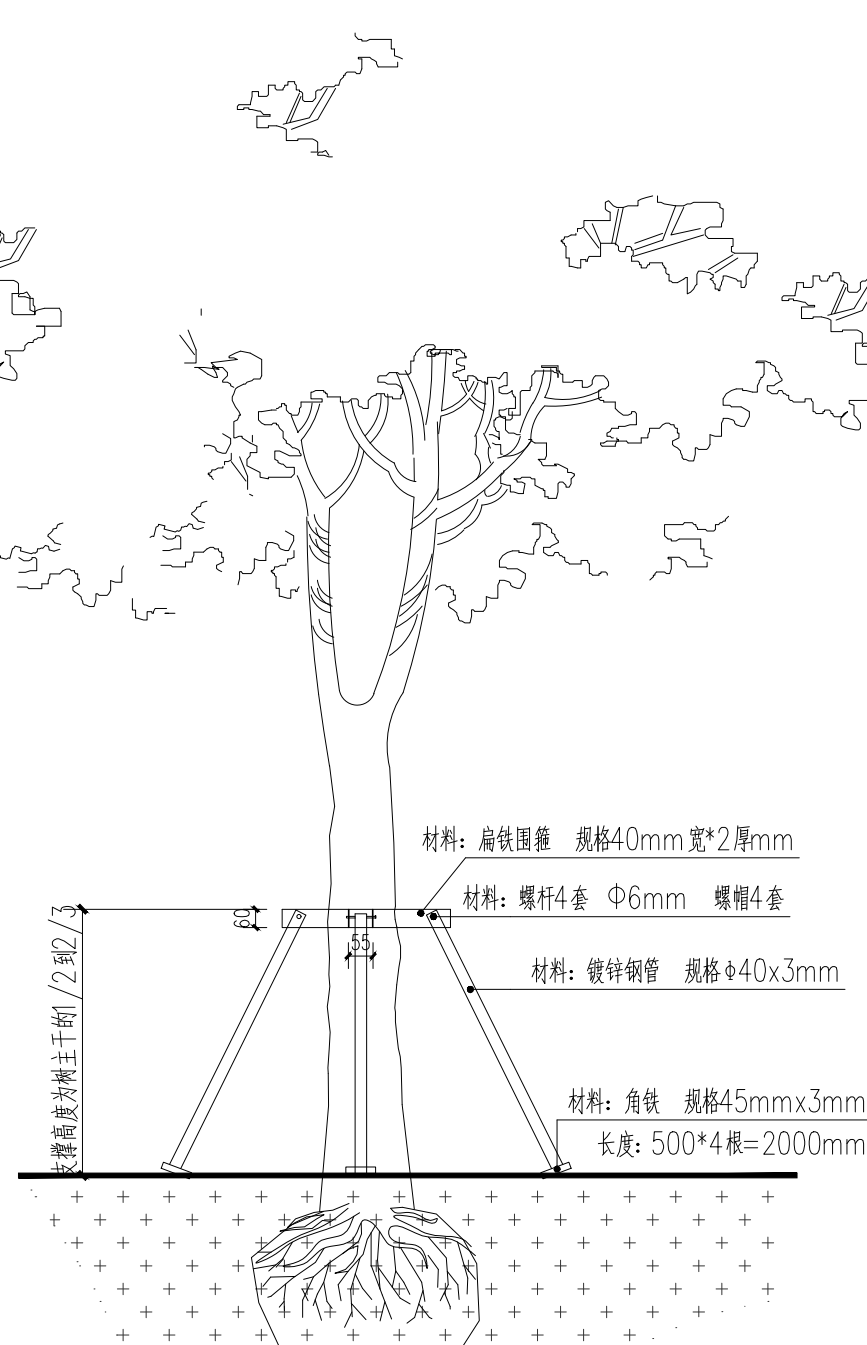 材料：扁铁围箍 规格40mm宽*2厚mm
材料：螺杆4套 Φ6mm 螺帽4套
60
55
材料：镀锌钢管 规格Φ40x3mm
支撑高度为树主干的1/2到2/3
材料：角铁 规格45mmx3mm
长度：500*4根=2000mm